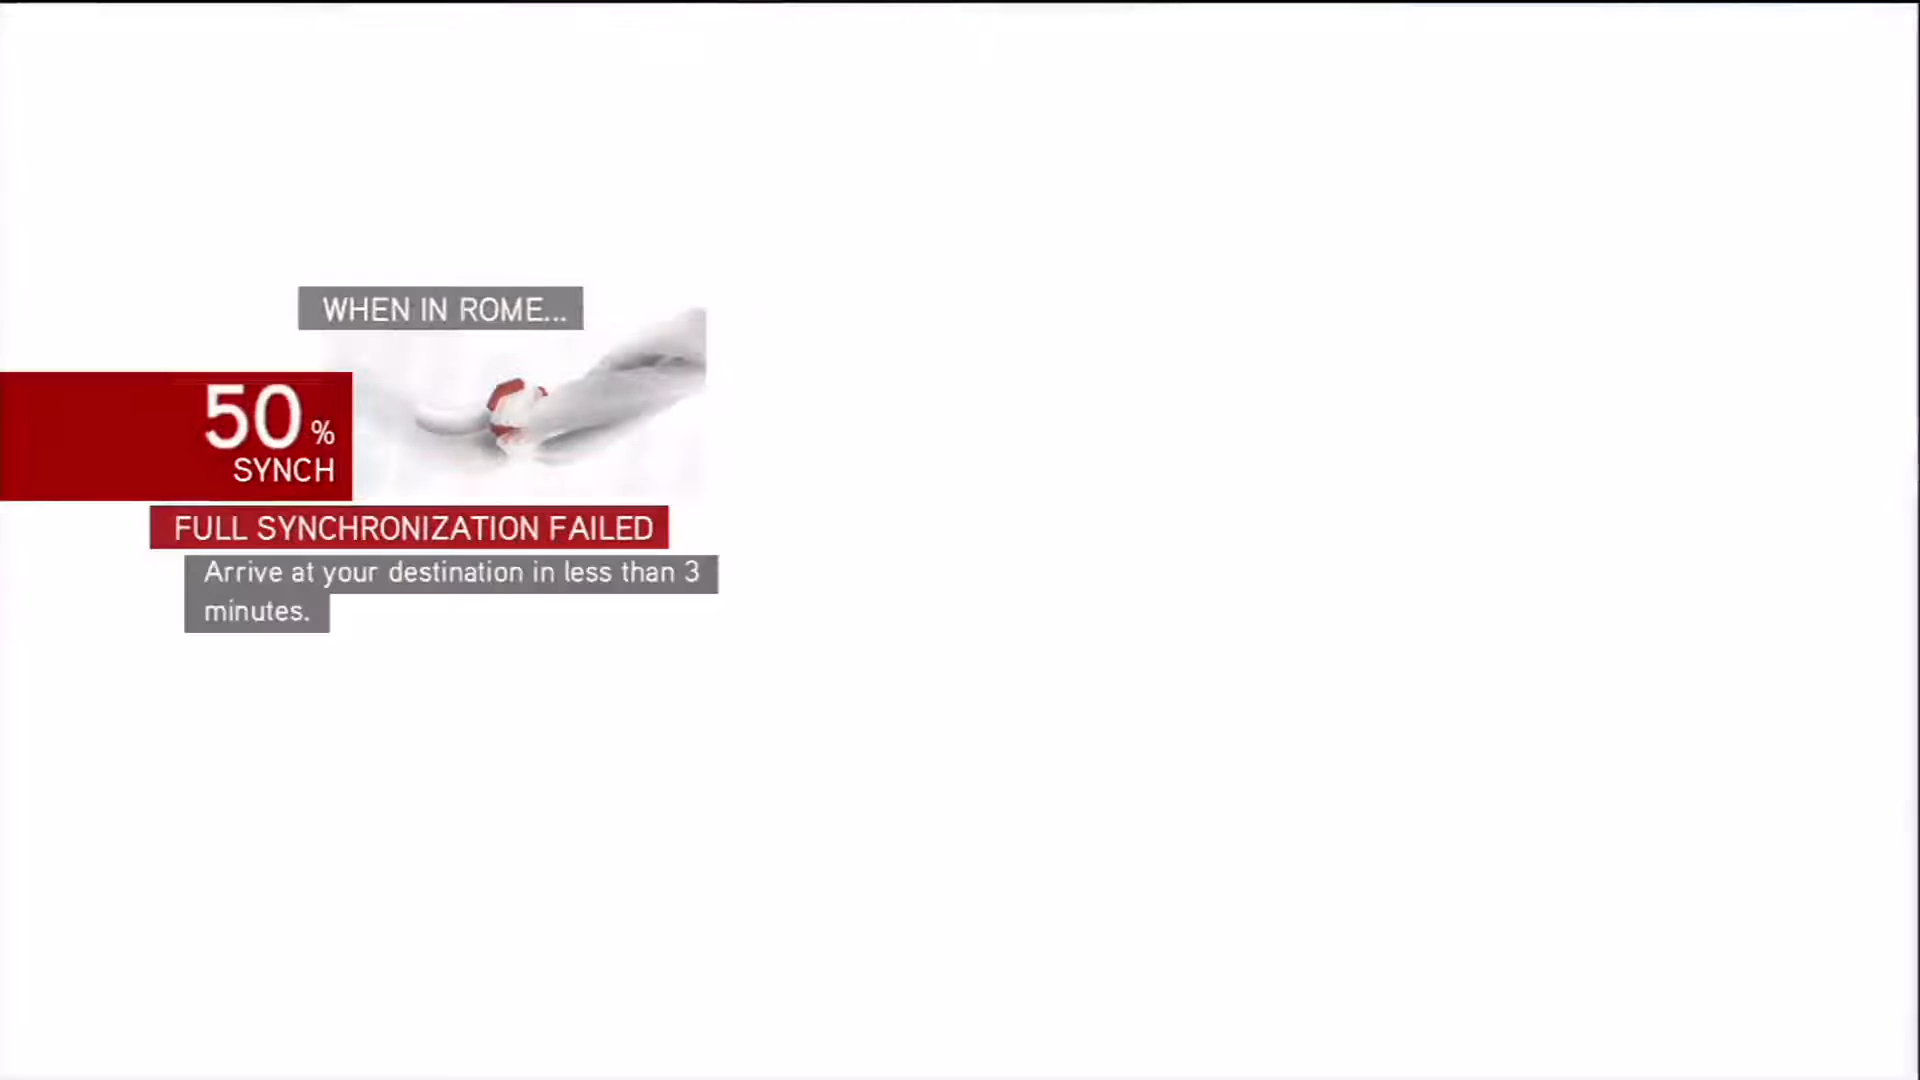 WHEN IN ROME...
50 %
SYNCH
FULL SYNCHRONIZATION FAILED
Arrive at your destination in less than 3
minutes.